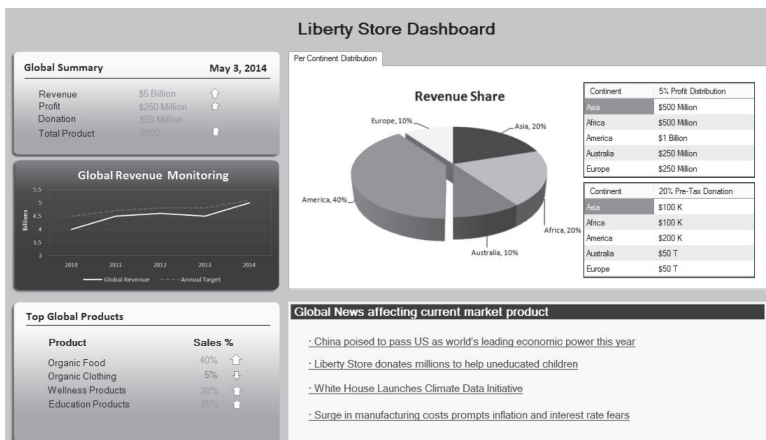 Liberty Store Dashboard
Global Summary May 3, 2014
Revenue $5 Billion
Profit $250 Million
Donation $50 Million
Total Product 2000
Global Revenue Monitoring
Billions
5.5
5
4.5
4
3.5
3
2010 2011 2012 2013 2014
Global Revenue Annual Target
Top Global Products
Product Sales %
Organic Food 40%
Organic Clothing 5%
Wellness Products 30%
Education Products 25%
Per Continent Distribution
Revenue Share
Europe, 10%
Asia, 20%
America, 40%
Africa, 20%
Australia, 10%
Continent 5% Profit Distribution
Asia $500 Million
Africa $500 Million
America $1 Billion
Australia $250 Million
Europe $250 Million
Continent 20% Pre-Tax Donation
Asia $100 K
Africa $100 K
America $200 K
Australia $50 T
Europe $50 T
Global News affecting current market product
· China poised to pass US as world's leading economic power this year
· Liberty Store donates millions to help uneducated children
· White House Launches Climate Data Initiative
· Surge in manufacturing costs prompts inflation and interest rate fears